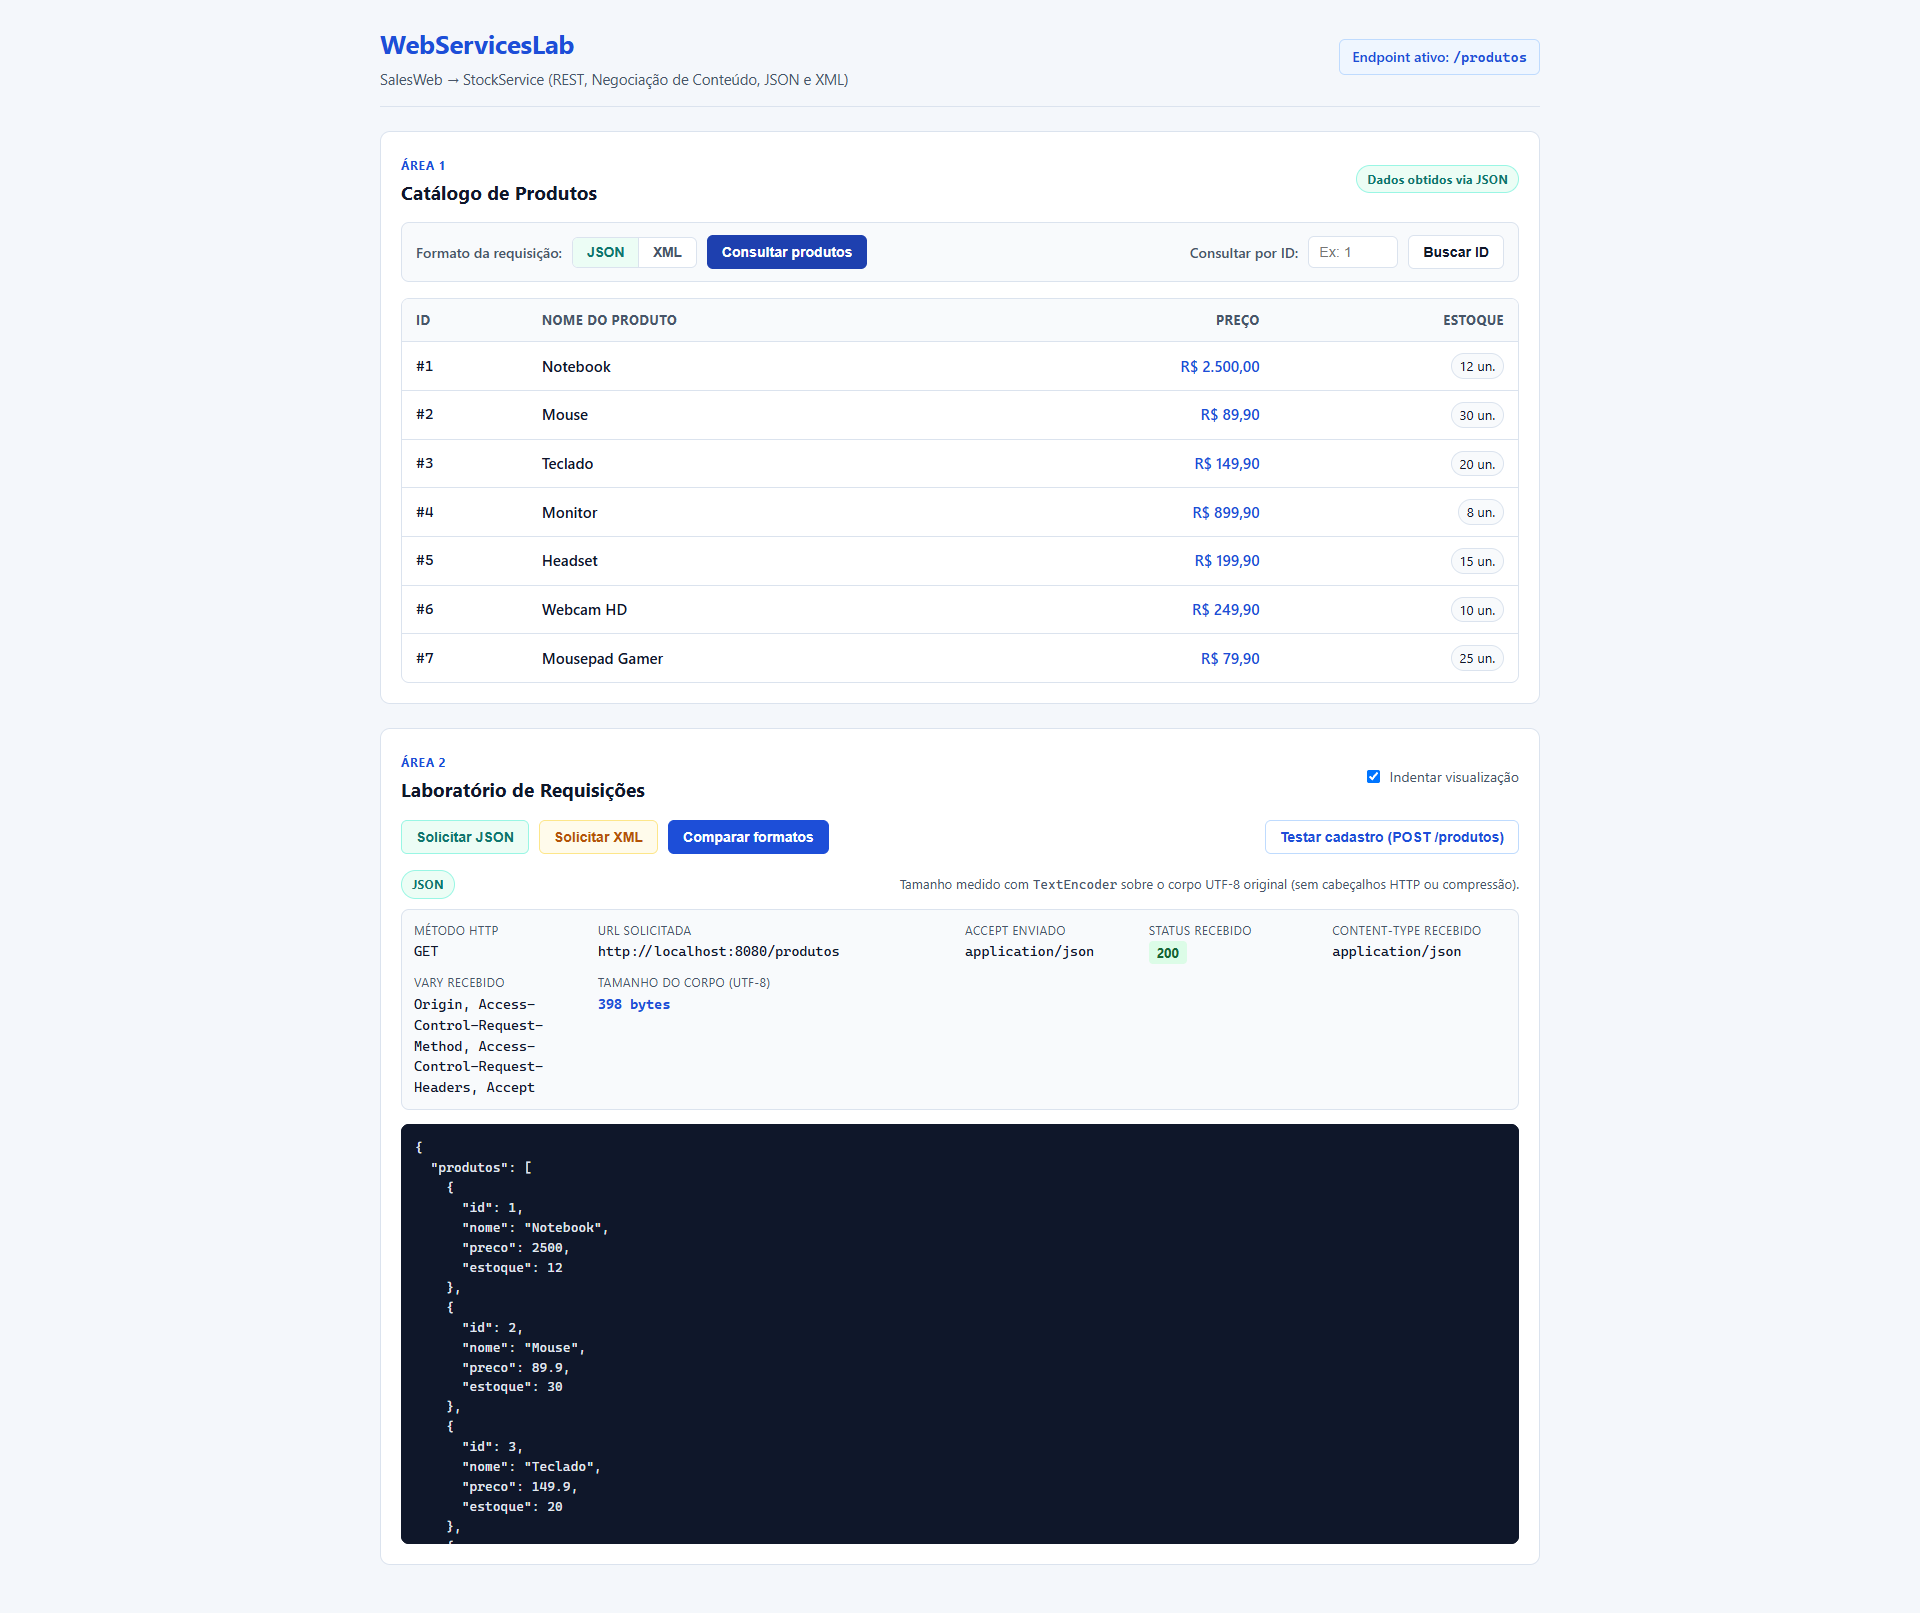 WebServicesLab
SalesWeb → StockService (REST, Negociação de Conteúdo, JSON e XML)
Endpoint ativo: /produtos
ÁREA 1
Catálogo de Produtos
Dados obtidos via JSON
Formato da requisição: JSON XML Consultar produtos Consultar por ID: Ex: 1 Buscar ID
ID NOME DO PRODUTO PREÇO ESTOQUE
#1 Notebook R$ 2.500,00 12 un.
#2 Mouse R$ 89,90 30 un.
#3 Teclado R$ 149,90 20 un.
#4 Monitor R$ 899,90 8 un.
#5 Headset R$ 199,90 15 un.
#6 Webcam HD R$ 249,90 10 un.
#7 Mousepad Gamer R$ 79,90 25 un.
ÁREA 2
Laboratório de Requisições
Indentar visualização
Solicitar JSON Solicitar XML Comparar formatos Testar cadastro (POST /produtos)
JSON Tamanho medido com TextEncoder sobre o corpo UTF-8 original (sem cabeçalhos HTTP ou compressão).
MÉTODO HTTP URL SOLICITADA ACCEPT ENVIADO STATUS RECEBIDO CONTENT-TYPE RECEBIDO
GET http://localhost:8080/produtos application/json 200 application/json
VARY RECEBIDO TAMANHO DO CORPO (UTF-8)
Origin, Access- 398 bytes
Control-Request-
Method, Access-
Control-Request-
Headers, Accept
{
"produtos": [
{
"id": 1,
"nome": "Notebook",
"preco": 2500,
"estoque": 12
},
{
"id": 2,
"nome": "Mouse",
"preco": 89.9,
"estoque": 30
},
{
"id": 3,
"nome": "Teclado",
"preco": 149.9,
"estoque": 20
},
{